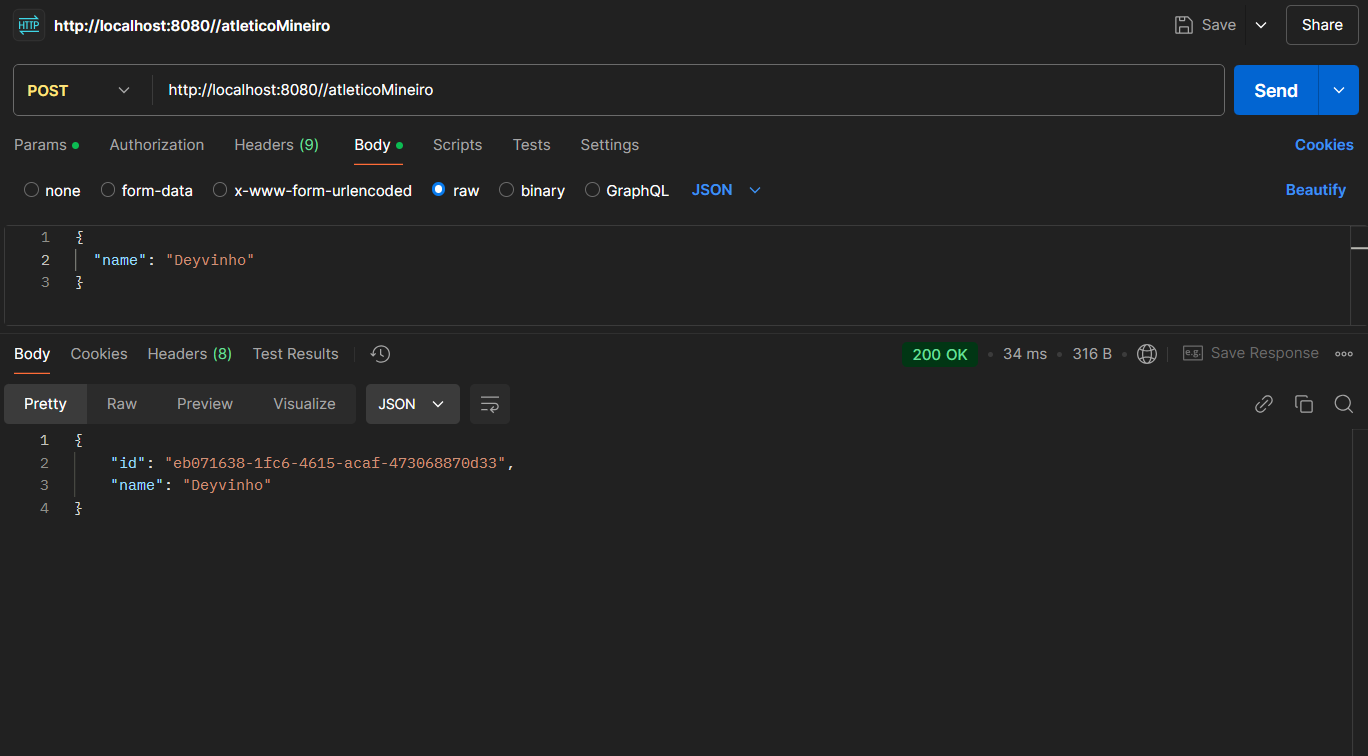 HTTP http://localhost:8080//atleticoMineiro Save Share
POST http://localhost:8080//atleticoMineiro Send
Params Authorization Headers (9) Body Scripts Tests Settings Cookies
none form-data x-www-form-urlencoded raw binary GraphQL JSON Beautify
1 {
2 "name": "Deyvinho"
3 }
Body Cookies Headers (8) Test Results 200 OK 34 ms 316 B e.g. Save Response
Pretty Raw Preview Visualize JSON
1 {
2 "id": "eb071638-1fc6-4615-acaf-473068870d33",
3 "name": "Deyvinho"
4 }